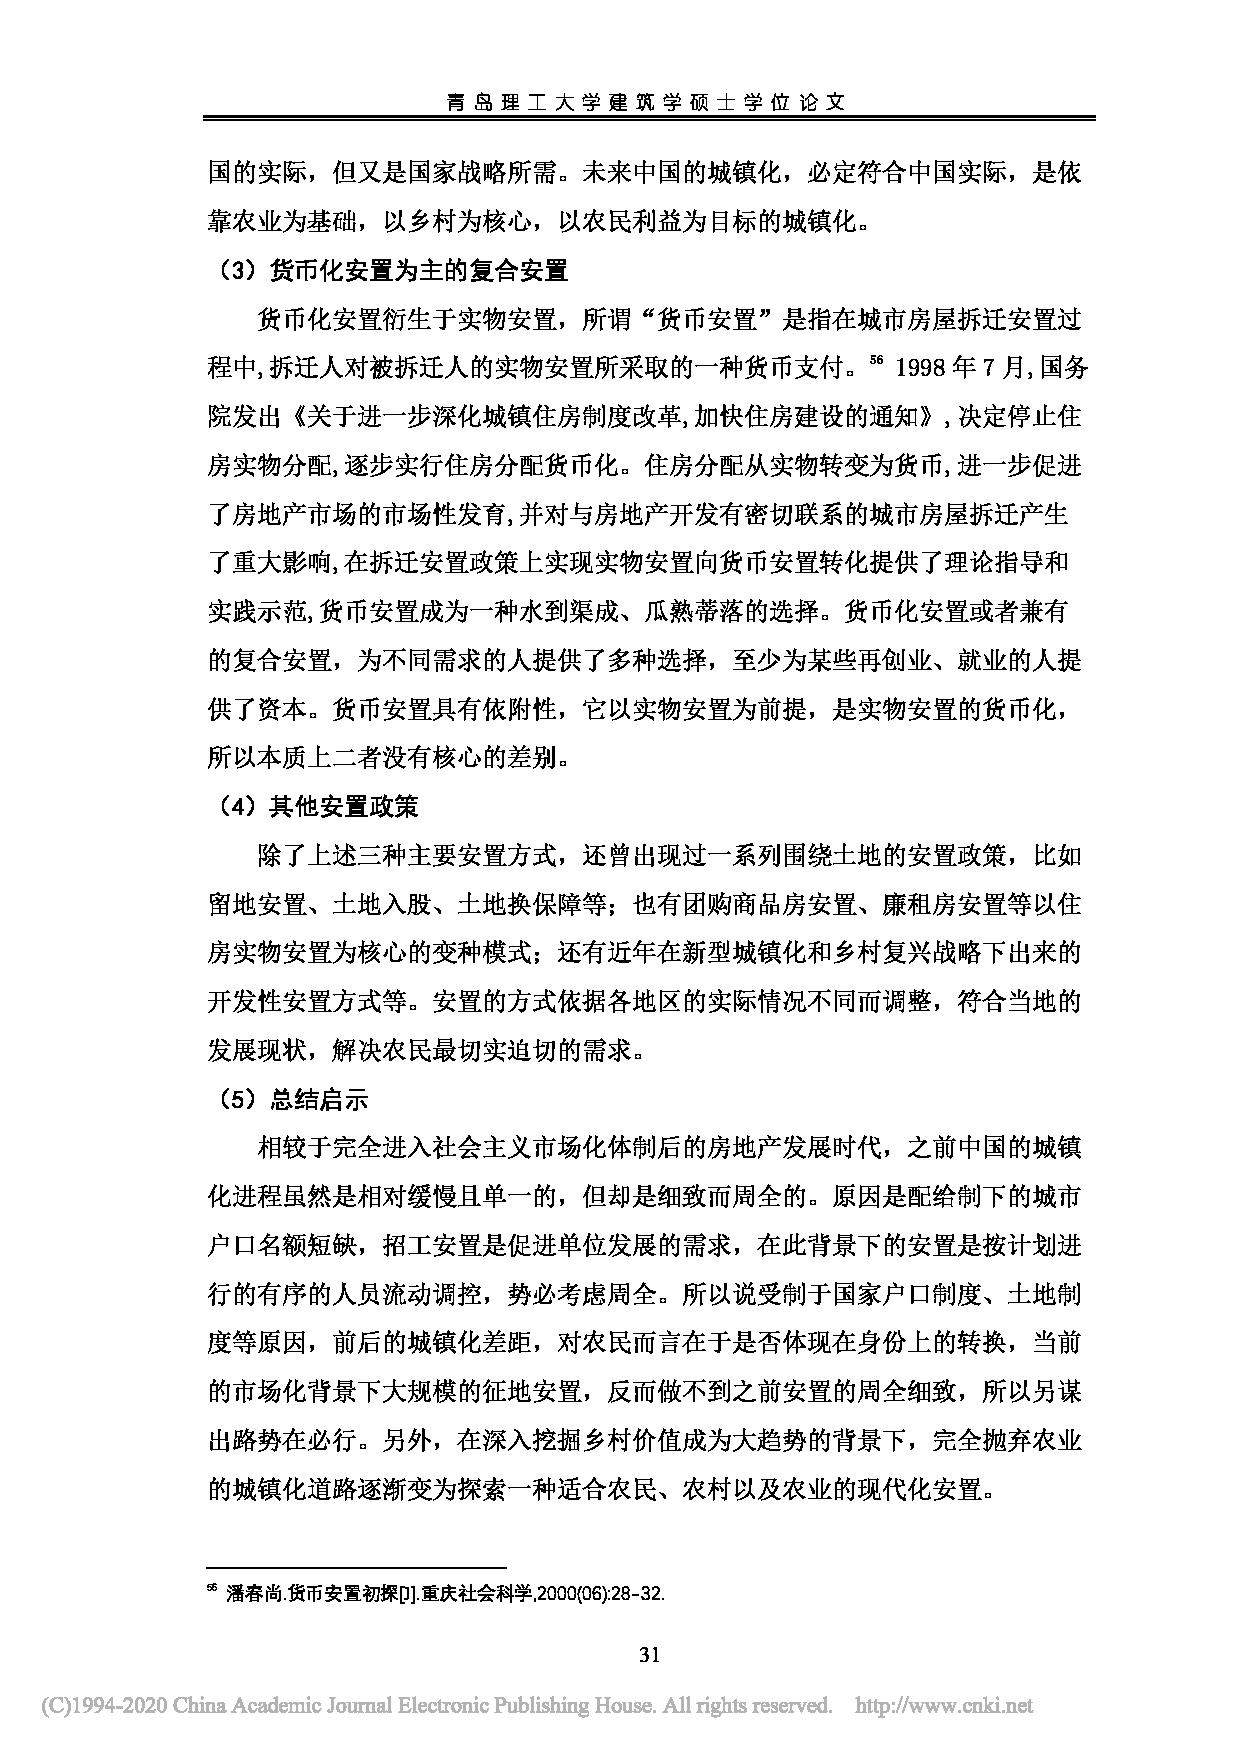 青岛理工大学建筑学硕士学位论文
国的实际，但又是国家战略所需。未来中国的城镇化，必定符合中国实际，是依
靠农业为基础，以乡村为核心，以农民利益为目标的城镇化。
（3）货币化安置为主的复合安置
货币化安置衍生于实物安置，所谓“货币安置”是指在城市房屋拆迁安置过
程中,拆迁人对被拆迁人的实物安置所采取的一种货币支付。56 1998 年 7 月,国务
院发出《关于进一步深化城镇住房制度改革,加快住房建设的通知》,决定停止住
房实物分配,逐步实行住房分配货币化。住房分配从实物转变为货币,进一步促进
了房地产市场的市场性发育,并对与房地产开发有密切联系的城市房屋拆迁产生
了重大影响,在拆迁安置政策上实现实物安置向货币安置转化提供了理论指导和
实践示范,货币安置成为一种水到渠成、瓜熟蒂落的选择。货币化安置或者兼有
的复合安置，为不同需求的人提供了多种选择，至少为某些再创业、就业的人提
供了资本。货币安置具有依附性，它以实物安置为前提，是实物安置的货币化，
所以本质上二者没有核心的差别。
（4）其他安置政策
除了上述三种主要安置方式，还曾出现过一系列围绕土地的安置政策，比如
留地安置、土地入股、土地换保障等；也有团购商品房安置、廉租房安置等以住
房实物安置为核心的变种模式；还有近年在新型城镇化和乡村复兴战略下出来的
开发性安置方式等。安置的方式依据各地区的实际情况不同而调整，符合当地的
发展现状，解决农民最切实迫切的需求。
（5）总结启示
相较于完全进入社会主义市场化体制后的房地产发展时代，之前中国的城镇
化进程虽然是相对缓慢且单一的，但却是细致而周全的。原因是配给制下的城市
户口名额短缺，招工安置是促进单位发展的需求，在此背景下的安置是按计划进
行的有序的人员流动调控，势必考虑周全。所以说受制于国家户口制度、土地制
度等原因，前后的城镇化差距，对农民而言在于是否体现在身份上的转换，当前
的市场化背景下大规模的征地安置，反而做不到之前安置的周全细致，所以另谋
出路势在必行。另外，在深入挖掘乡村价值成为大趋势的背景下，完全抛弃农业
的城镇化道路逐渐变为探索一种适合农民、农村以及农业的现代化安置。
56 潘春尚.货币安置初探[J].重庆社会科学,2000(06):28-32.
31
(C)1994-2020 China Academic Journal Electronic Publishing House. All rights reserved. http://www.cnki.net